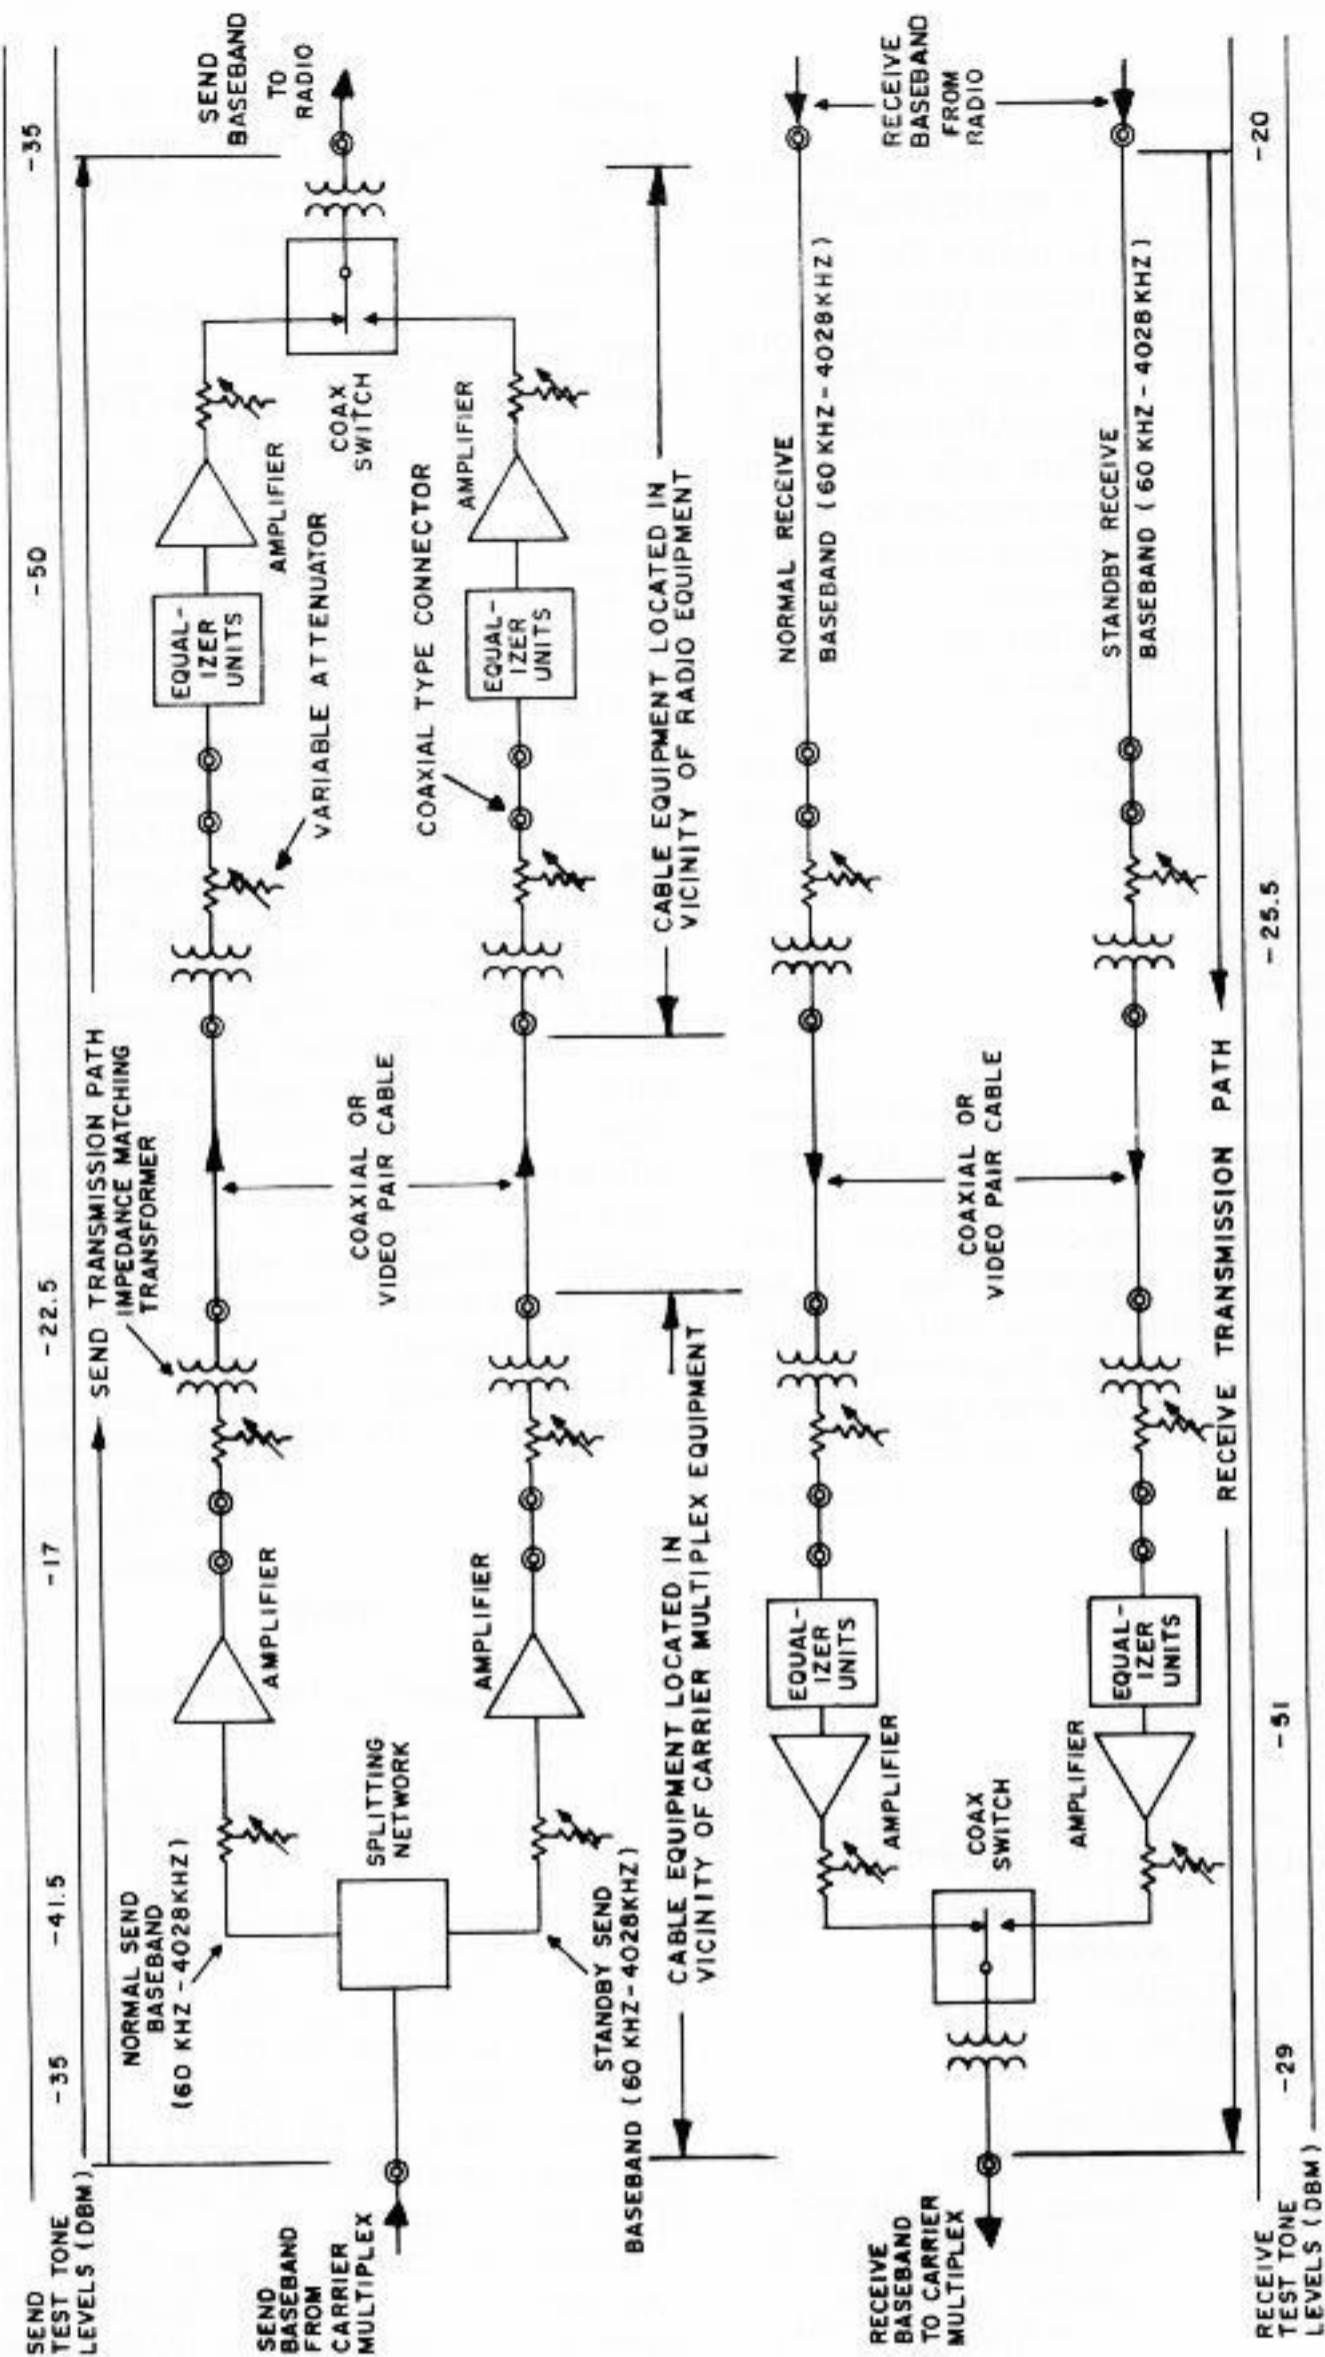 SEND
TEST TONE
LEVELS (DBM)
-35
-41.5
-17
-22.5
-50
-35
SEND TRANSMISSION PATH
IMPEDANCE MATCHING
TRANSFORMER
NORMAL SEND
BASEBAND
(60 KHZ - 4028KHZ)
AMPLIFIER
VARIABLE ATTENUATOR
EQUAL-
IZER
UNITS
AMPLIFIER
SEND
BASEBAND
TO
RADIO
SEND
BASEBAND
FROM
CARRIER
MULTIPLEX
SPLITTING
NETWORK
COAXIAL OR
VIDEO PAIR CABLE
COAX
SWITCH
AMPLIFIER
COAXIAL TYPE CONNECTOR
EQUAL-
IZER
UNITS
AMPLIFIER
STANDBY SEND
BASEBAND (60 KHZ-4028KHZ)
CABLE EQUIPMENT LOCATED IN
VICINITY OF CARRIER MULTIPLEX EQUIPMENT
CABLE EQUIPMENT LOCATED IN
VICINITY OF RADIO EQUIPMENT
EQUAL-
IZER
UNITS
AMPLIFIER
NORMAL RECEIVE
BASEBAND (60 KHZ-4028KHZ)
RECEIVE
BASEBAND
FROM
RADIO
RECEIVE
BASEBAND
TO CARRIER
MULTIPLEX
COAX
SWITCH
COAXIAL OR
VIDEO PAIR CABLE
AMPLIFIER
EQUAL-
IZER
UNITS
STANDBY RECEIVE
BASEBAND (60 KHZ-4028KHZ)
RECEIVE TRANSMISSION PATH
RECEIVE
TEST TONE
LEVELS (DBM)
-29
-51
-25.5
-20